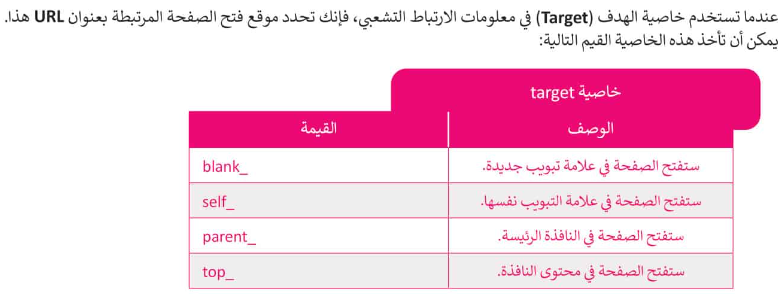 عندما تستخدم خاصية الهدف (Target) في معلومات الارتباط التشعبي، فإنك تحدد موقع فتح الصفحة المرتبطة بعنوان URL هذا.
يمكن أن تأخذ هذه الخاصية القيم التالية:
خاصية target
الوصف القيمة
ستفتح الصفحة في علامة تبويب جديدة. blank_
ستفتح الصفحة في علامة التبويب نفسها. self_
ستفتح الصفحة في النافذة الرئيسة. parent_
ستفتح الصفحة في محتوى النافذة. top_